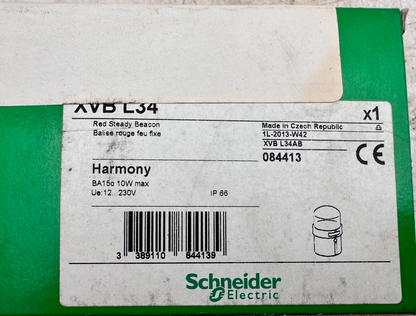 XVB L34
x1
Red Steady Beacon
Balise rouge feu fixe
Made in Czech Republic
1L-2013-W42
XVB L34AB
084413
CE
Harmony
BA15d 10W max
Ue:12...230V
IP 66
3 389110 844139
Schneider
Electric